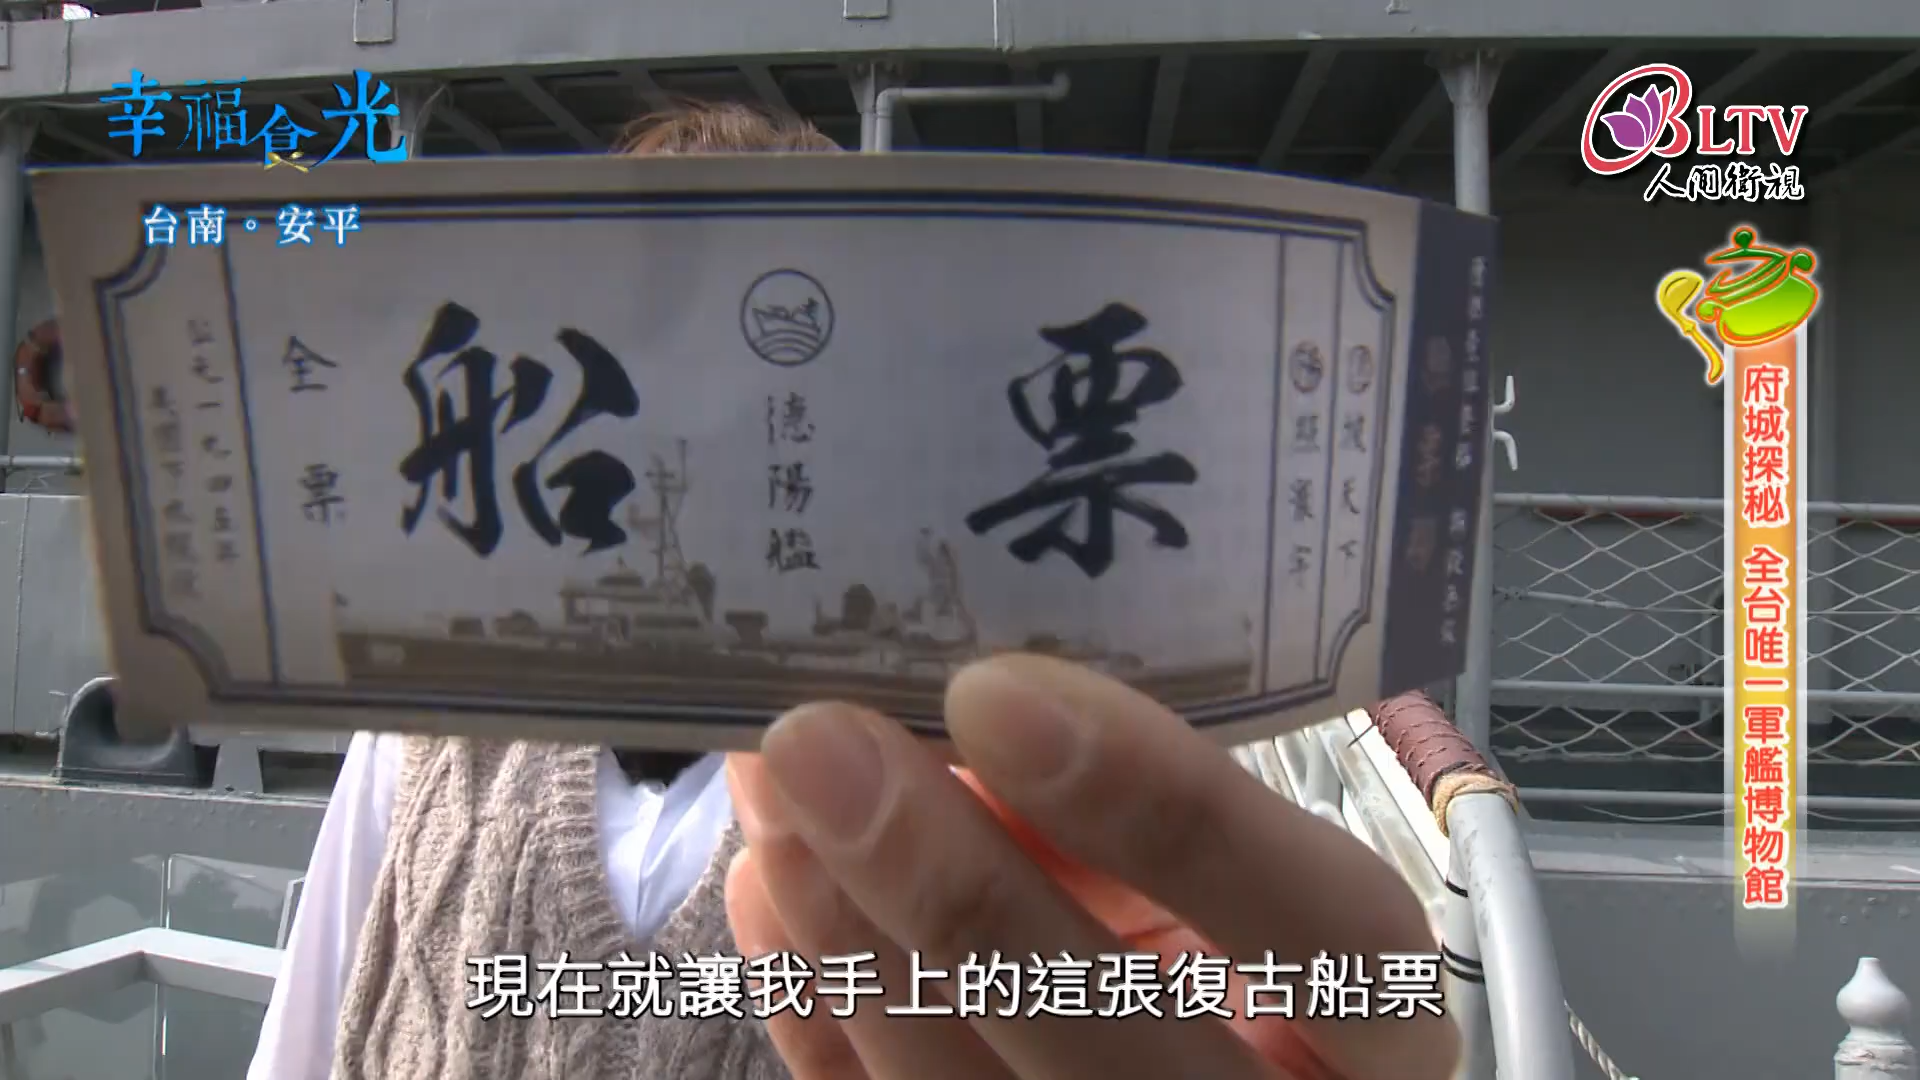 幸福食光
台南。安平
BLTV
人間衛視
府城探秘 全台唯一軍艦博物館
船票
德陽艦
全票
現在就讓我手上的這張復古船票